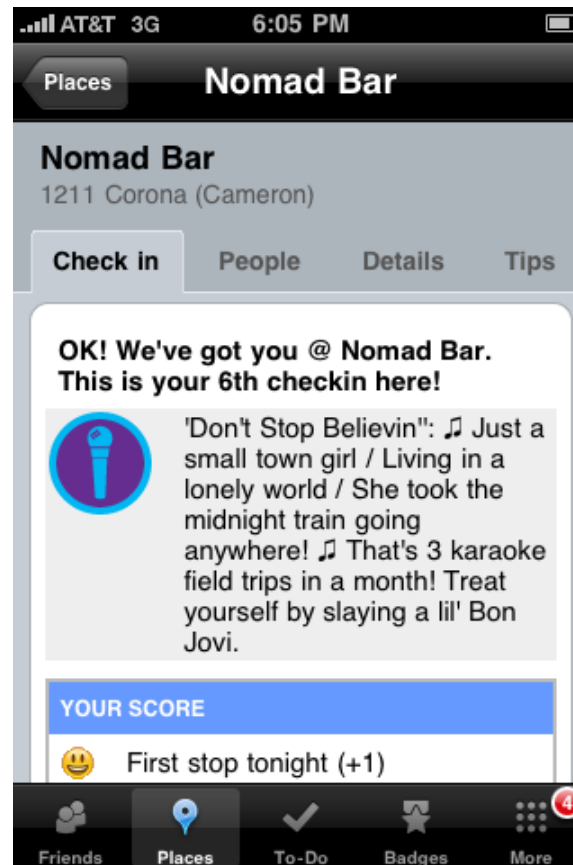 AT&T 3G 6:05 PM
Places Nomad Bar
Nomad Bar
1211 Corona (Cameron)
Check in People Details Tips
OK! We've got you @ Nomad Bar.
This is your 6th checkin here!
'Don't Stop Believin'': ♫ Just a
small town girl / Living in a
lonely world / She took the
midnight train going
anywhere! ♫ That's 3 karaoke
field trips in a month! Treat
yourself by slaying a lil' Bon
Jovi.
YOUR SCORE
First stop tonight (+1)
4
Friends Places To-Do Badges More